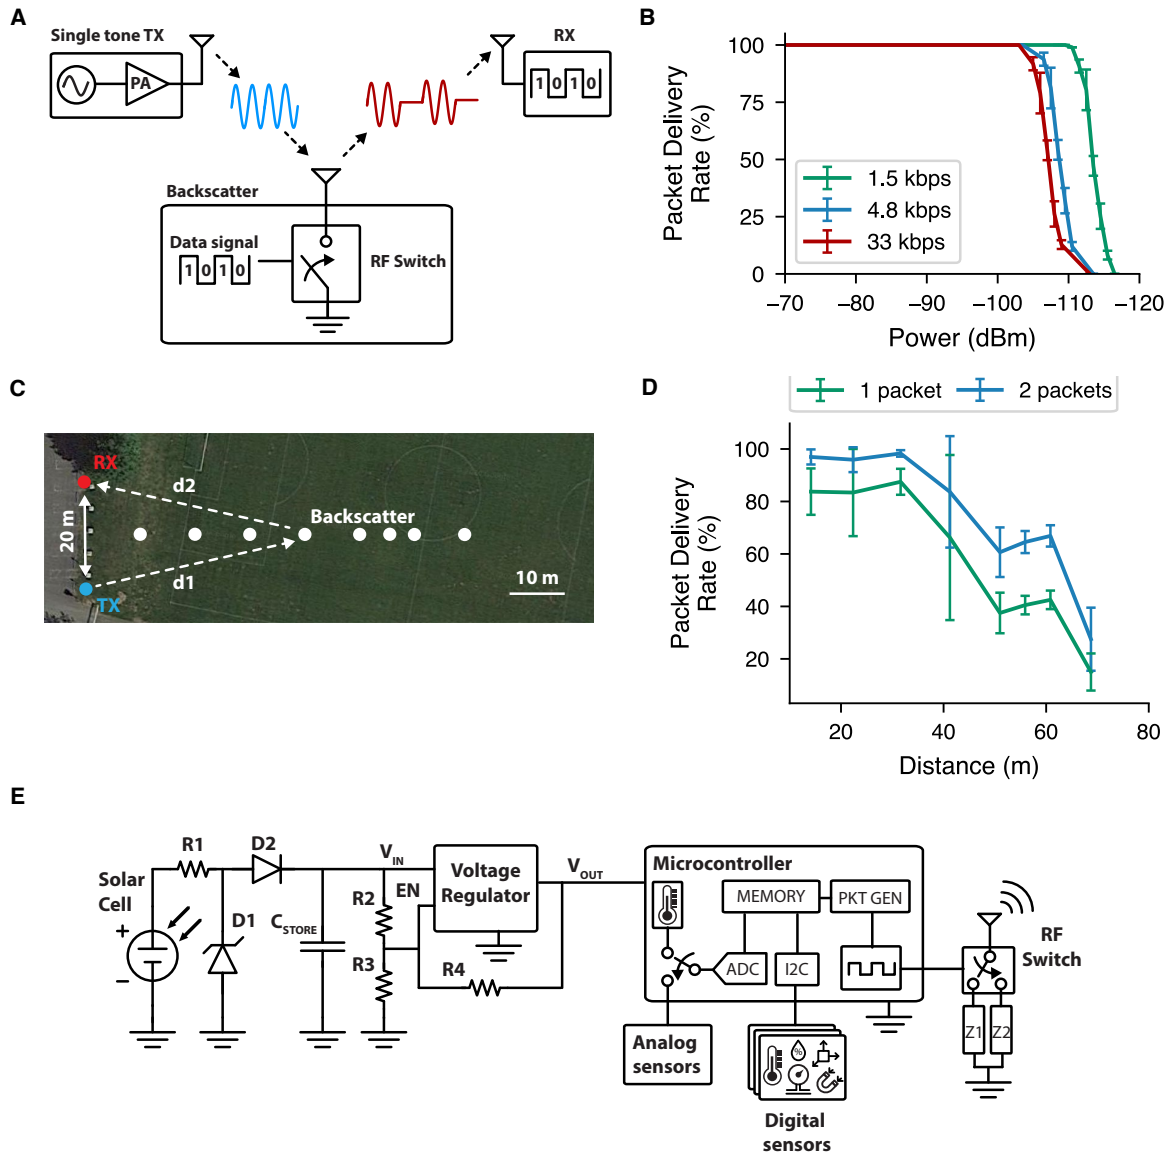 A
Single tone TX
PA
RX
1 0 1 0
Backscatter
Data signal
1 0 1 0
RF Switch
B
100
75
50
25
0
Packet Delivery
Rate (%)
1.5 kbps
4.8 kbps
33 kbps
−70
−80
−90
−100
−110
−120
Power (dBm)
C
RX
d2
20 m
Backscatter
d1
TX
10 m
D
1 packet
2 packets
100
80
60
40
20
Packet Delivery
Rate (%)
20
40
60
80
Distance (m)
E
Solar
Cell
+
−
R1
D2
D1
CSTORE
VIN
EN
R2
R3
R4
Voltage
Regulator
VOUT
Microcontroller
MEMORY
PKT GEN
ADC
I2C
RF
Switch
Z1
Z2
Analog
sensors
%
Digital
sensors